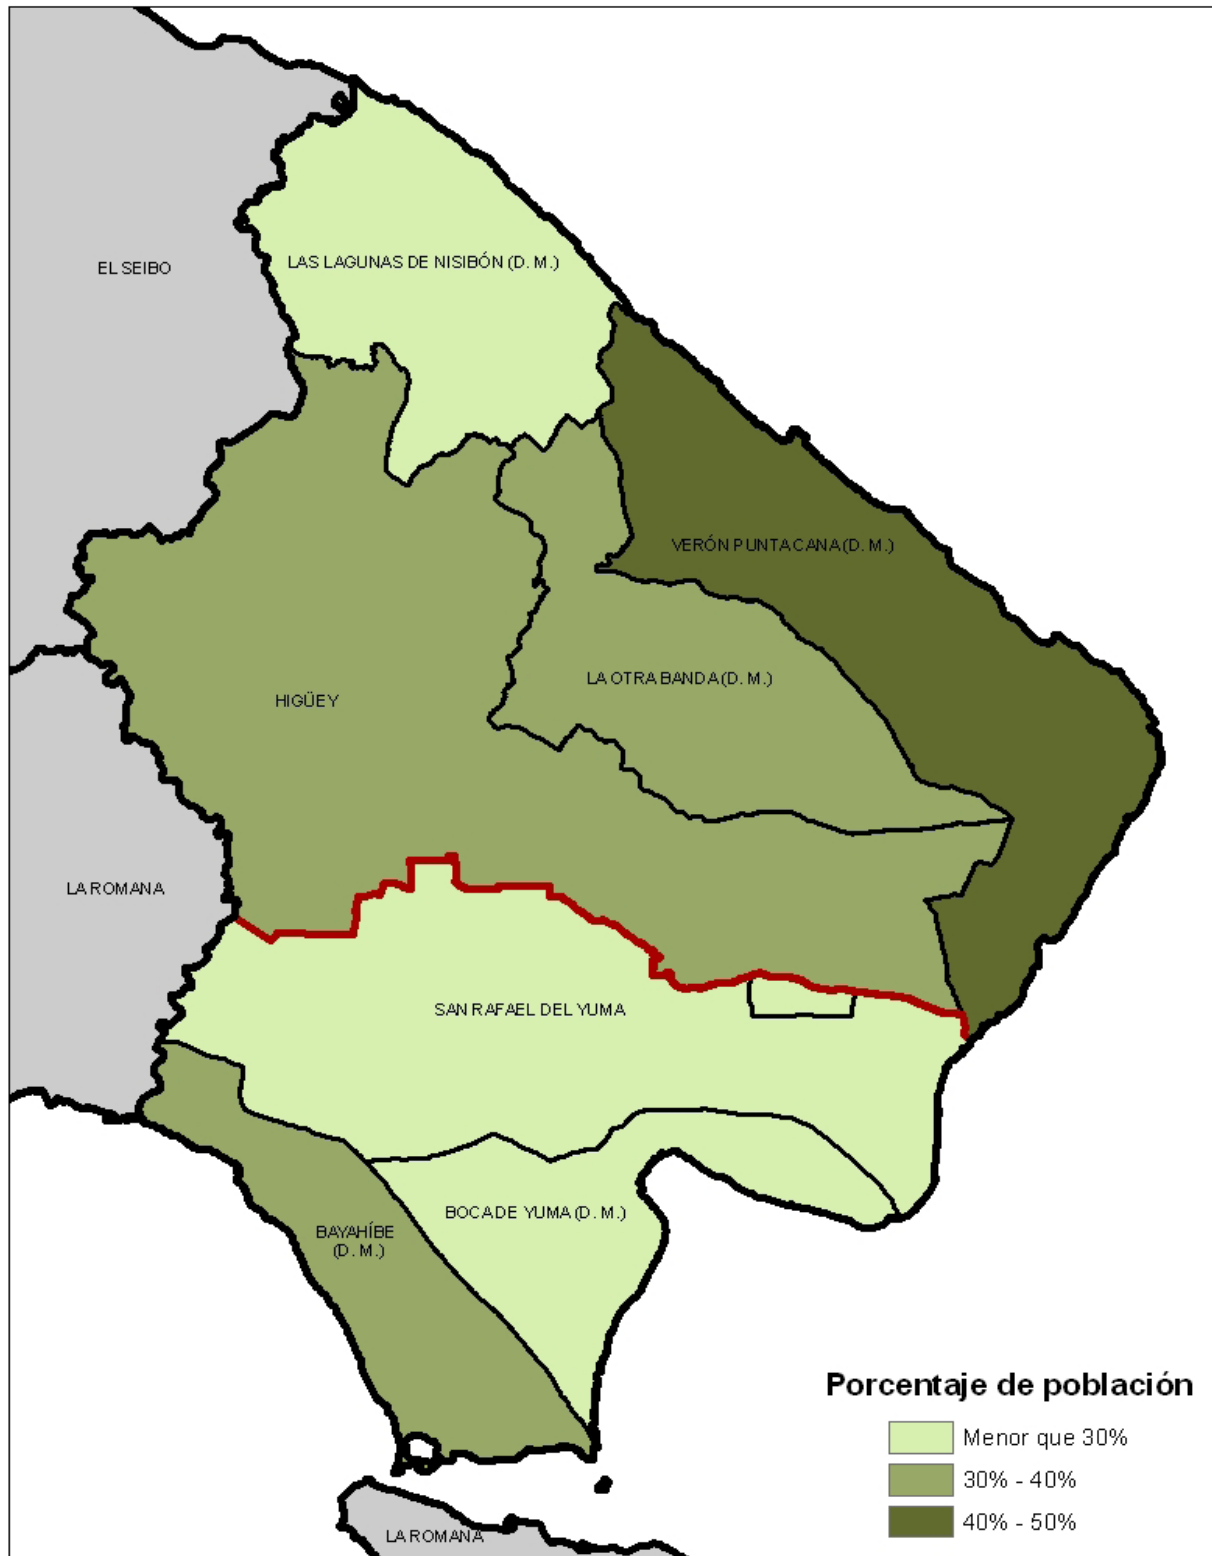 LAS LAGUNAS DE NISIBÓN (D. M.)
EL SEIBO
VERÓN PUNTA CANA (D. M.)
LA OTRA BANDA (D. M.)
HIGÜEY
LA ROMANA
SAN RAFAEL DEL YUMA
BOCA DE YUMA (D. M.)
BAYAHÍBE
(D. M.)
Porcentaje de población
Menor que 30%
30% - 40%
40% - 50%
LA ROMANA